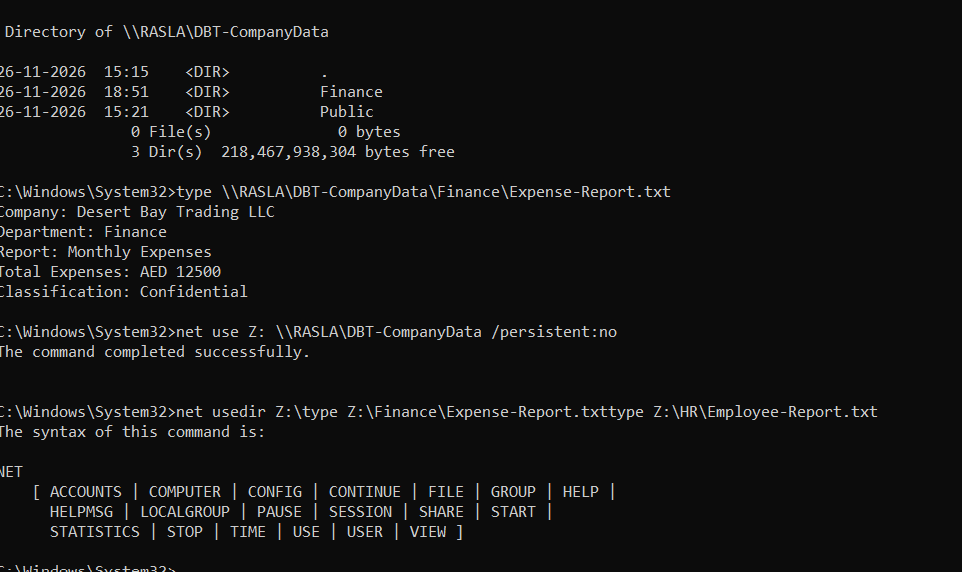 Directory of \\RASLA\DBT-CompanyData
26-11-2026  15:15    <DIR>          .
26-11-2026  18:51    <DIR>          Finance
26-11-2026  15:21    <DIR>          Public
               0 File(s)              0 bytes
               3 Dir(s)  218,467,938,304 bytes free
C:\Windows\System32>type \\RASLA\DBT-CompanyData\Finance\Expense-Report.txt
Company: Desert Bay Trading LLC
Department: Finance
Report: Monthly Expenses
Total Expenses: AED 12500
Classification: Confidential
C:\Windows\System32>net use Z: \\RASLA\DBT-CompanyData /persistent:no
The command completed successfully.
C:\Windows\System32>net usedir Z:\type Z:\Finance\Expense-Report.txttype Z:\HR\Employee-Report.txt
The syntax of this command is:
NET
    [ ACCOUNTS | COMPUTER | CONFIG | CONTINUE | FILE | GROUP | HELP |
      HELPMSG | LOCALGROUP | PAUSE | SESSION | SHARE | START |
      STATISTICS | STOP | TIME | USE | USER | VIEW ]
C:\Windows\System32>